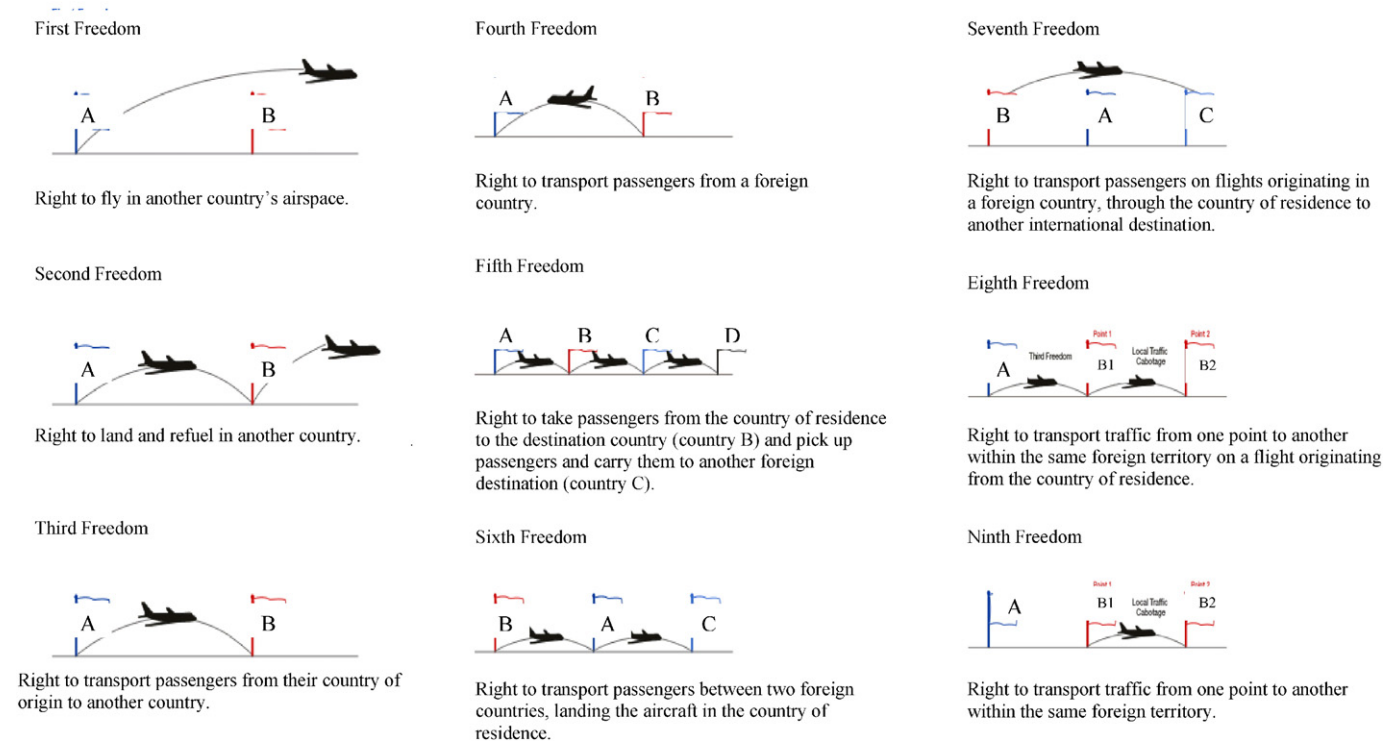 First Freedom
A
B
Right to fly in another country's airspace.
Second Freedom
A
B
Right to land and refuel in another country.
Third Freedom
A
B
Right to transport passengers from their country of
origin to another country.
Fourth Freedom
A
B
Right to transport passengers from a foreign
country.
Fifth Freedom
A
B
C
D
Right to take passengers from the country of residence
to the destination country (country B) and pick up
passengers and carry them to another foreign
destination (country C).
Sixth Freedom
B
A
C
Right to transport passengers between two foreign
countries, landing the aircraft in the country of
residence.
Seventh Freedom
B
A
C
Right to transport passengers on flights originating in
a foreign country, through the country of residence to
another international destination.
Eighth Freedom
Point 1
Point 2
A
Third Freedom
B1
Local Traffic
Cabotage
B2
Right to transport traffic from one point to another
within the same foreign territory on a flight originating
from the country of residence.
Ninth Freedom
Point 1
A
B1
Local Traffic
Cabotage
B2
Right to transport traffic from one point to another
within the same foreign territory.